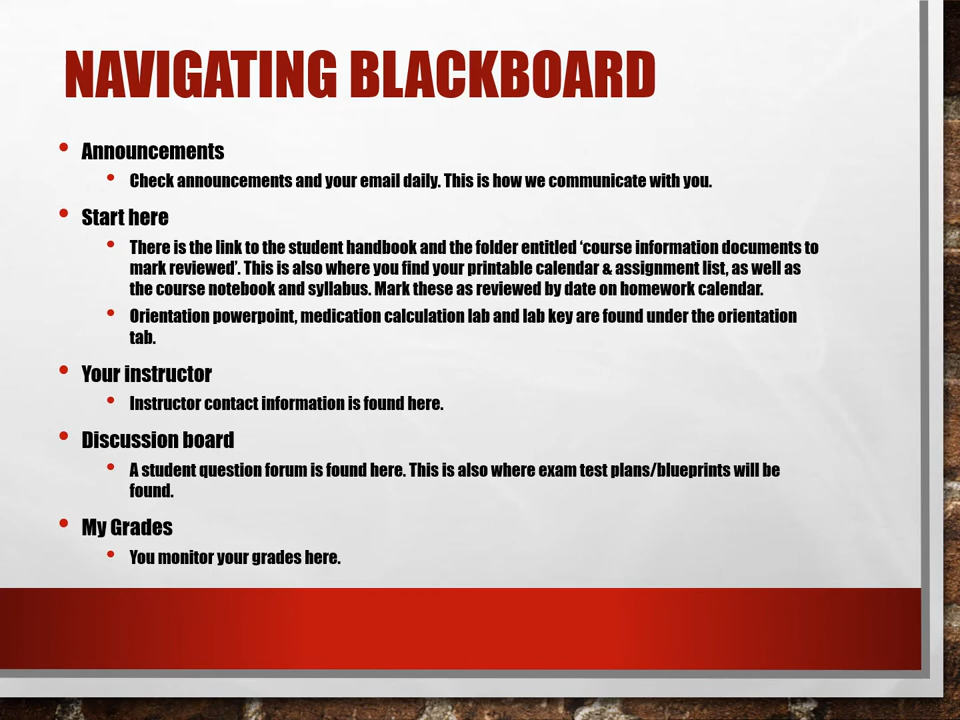 NAVIGATING BLACKBOARD
• Announcements
• Check announcements and your email daily. This is how we communicate with you.
• Start here
• There is the link to the student handbook and the folder entitled ‘course information documents to
mark reviewed’. This is also where you find your printable calendar & assignment list, as well as
the course notebook and syllabus. Mark these as reviewed by date on homework calendar.
• Orientation powerpoint, medication calculation lab and lab key are found under the orientation
tab.
• Your instructor
• Instructor contact information is found here.
• Discussion board
• A student question forum is found here. This is also where exam test plans/blueprints will be
found.
• My Grades
• You monitor your grades here.